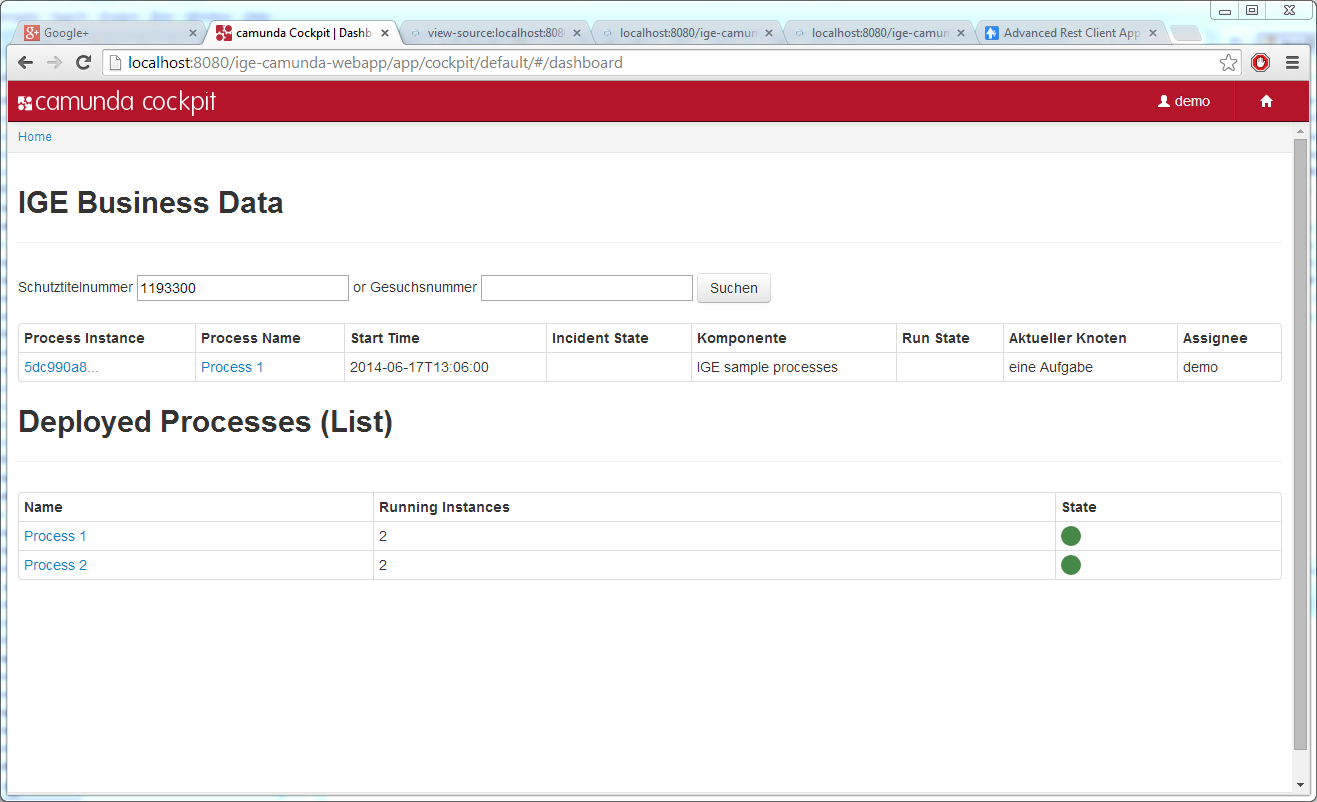 Google+ camunda Cockpit | Dashb view-source:localhost:808 localhost:8080/ige-camun localhost:8080/ige-camun Advanced Rest Client App
localhost:8080/ige-camunda-webapp/app/cockpit/default/#/dashboard
camunda cockpit demo
Home
IGE Business Data
Schutztitelnummer 1193300 or Gesuchsnummer Suchen
Process Instance Process Name Start Time Incident State Komponente Run State Aktueller Knoten Assignee
5dc990a8... Process 1 2014-06-17T13:06:00 IGE sample processes eine Aufgabe demo
Deployed Processes (List)
Name Running Instances State
Process 1 2
Process 2 2